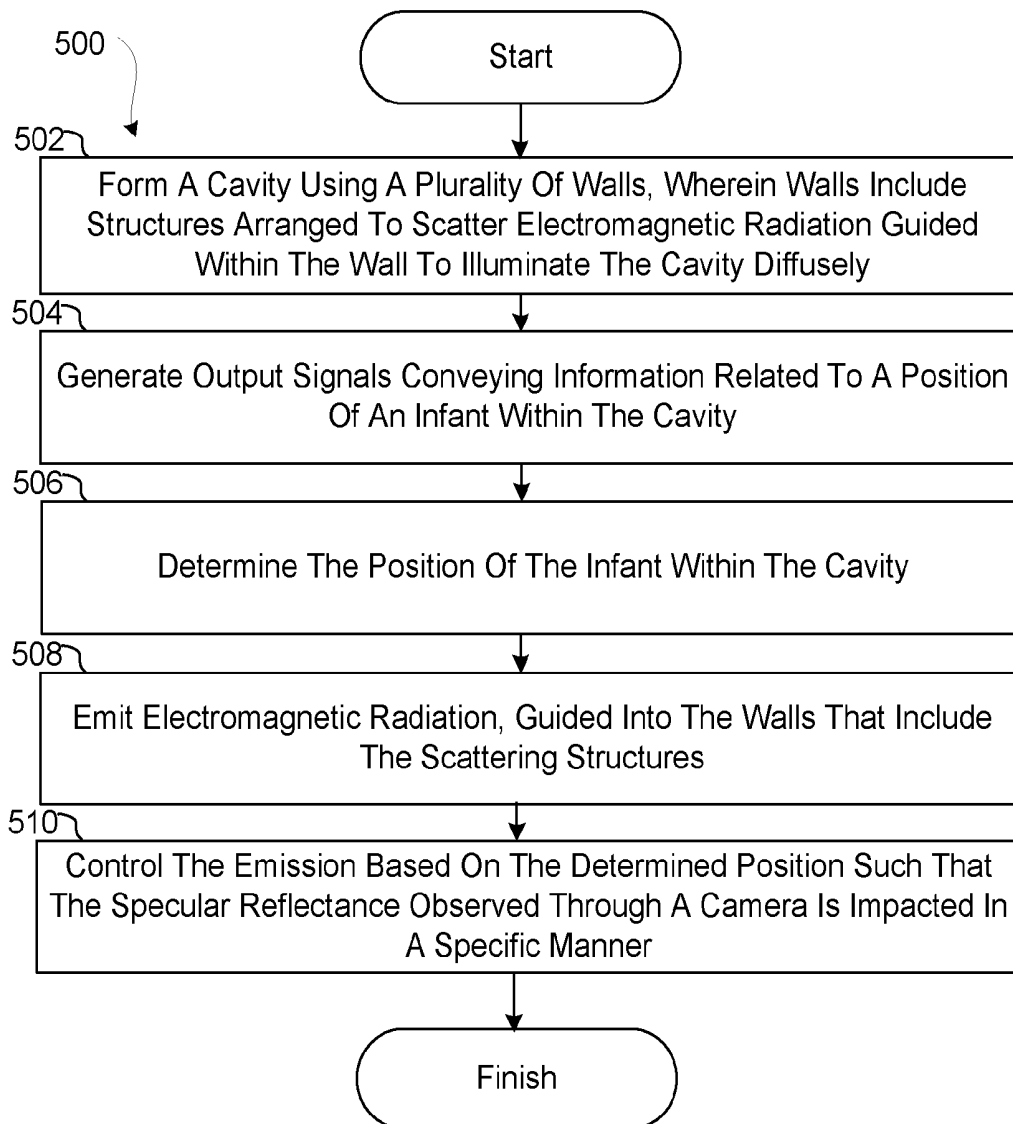 500
Start
502
Form A Cavity Using A Plurality Of Walls, Wherein Walls Include
Structures Arranged To Scatter Electromagnetic Radiation Guided
Within The Wall To Illuminate The Cavity Diffusely
504
Generate Output Signals Conveying Information Related To A Position
Of An Infant Within The Cavity
506
Determine The Position Of The Infant Within The Cavity
508
Emit Electromagnetic Radiation, Guided Into The Walls That Include
The Scattering Structures
510
Control The Emission Based On The Determined Position Such That
The Specular Reflectance Observed Through A Camera Is Impacted In
A Specific Manner
Finish